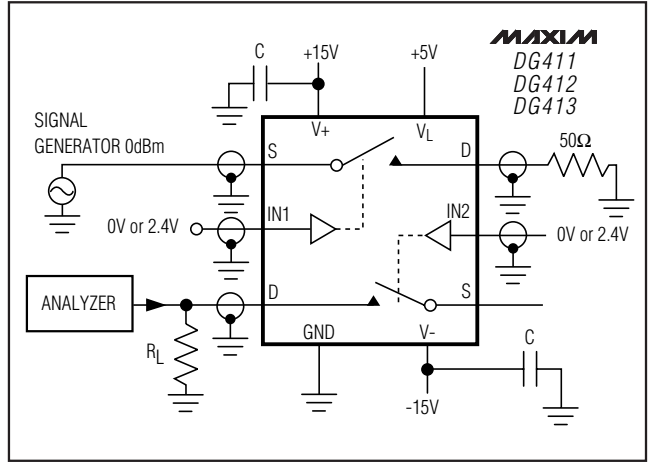 MAXIM
DG411
DG412
DG413
C
+15V
+5V
SIGNAL
GENERATOR 0dBm
V+
VL
S
D
50Ω
0V or 2.4V
IN1
IN2
0V or 2.4V
ANALYZER
D
S
RL
GND
V-
C
-15V